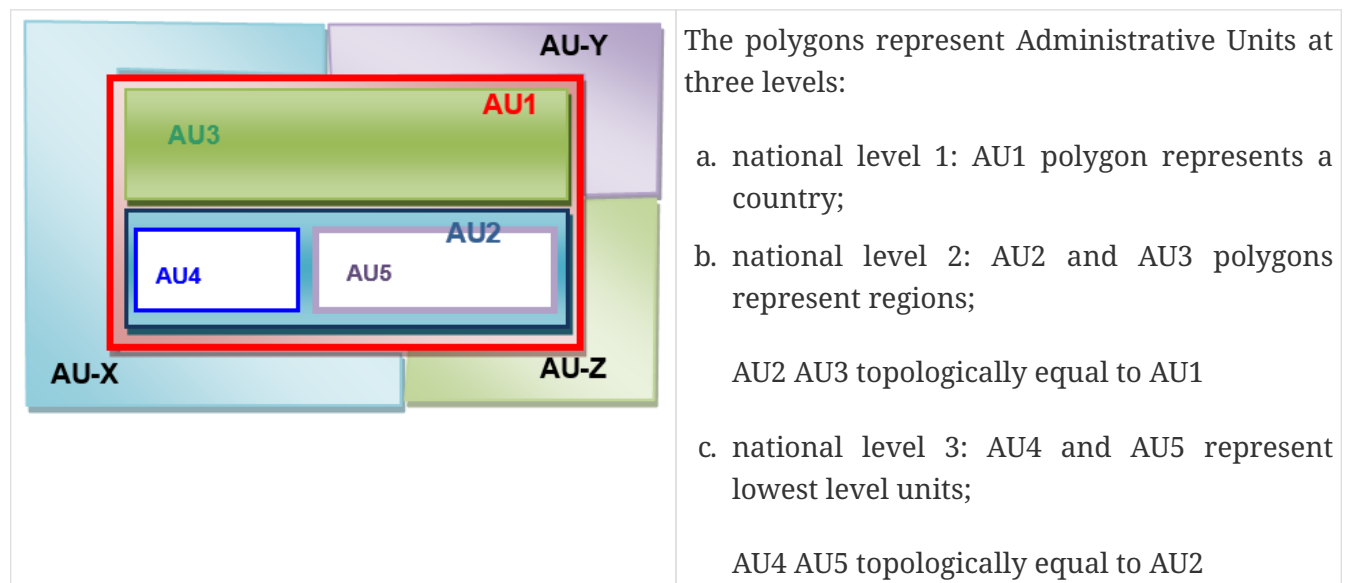 AU-Y
AU1
AU3
AU2
AU4
AU5
AU-X
AU-Z
The polygons represent Administrative Units at
three levels:
a. national level 1: AU1 polygon represents a
country;
b. national level 2: AU2 and AU3 polygons
represent regions;
AU2 AU3 topologically equal to AU1
c. national level 3: AU4 and AU5 represent
lowest level units;
AU4 AU5 topologically equal to AU2